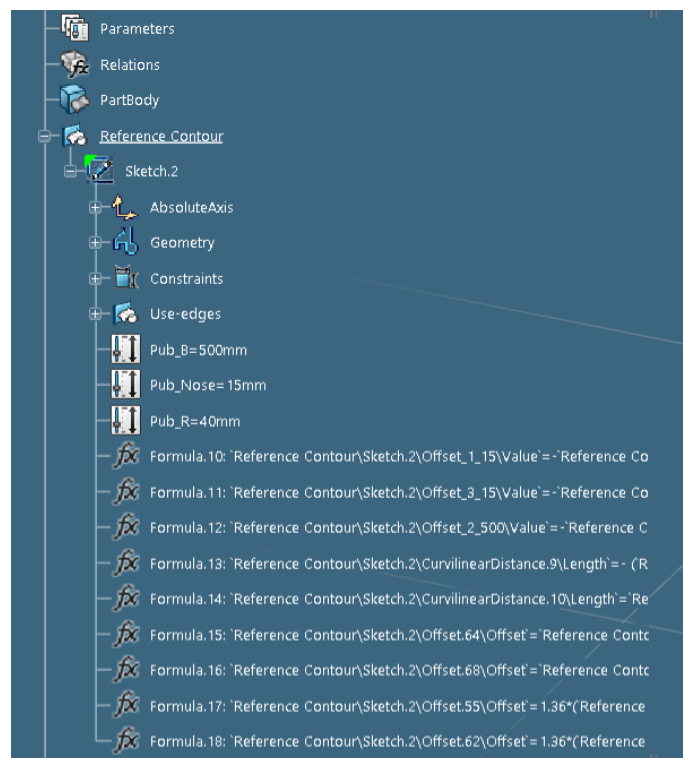 Parameters
Relations
PartBody
Reference Contour
Sketch.2
AbsoluteAxis
Geometry
Constraints
Use-edges
Pub_B=500mm
Pub_Nose=15mm
Pub_R=40mm
Formula.10: `Reference Contour\Sketch.2\Offset_1_15\Value`=-`Reference Co
Formula.11: `Reference Contour\Sketch.2\Offset_3_15\Value`=-`Reference Co
Formula.12: `Reference Contour\Sketch.2\Offset_2_500\Value`=-`Reference C
Formula.13: `Reference Contour\Sketch.2\CurvilinearDistance.9\Length`=- (`R
Formula.14: `Reference Contour\Sketch.2\CurvilinearDistance.10\Length`=`Re
Formula.15: `Reference Contour\Sketch.2\Offset.64\Offset`=`Reference Conto
Formula.16: `Reference Contour\Sketch.2\Offset.68\Offset`=`Reference Conto
Formula.17: `Reference Contour\Sketch.2\Offset.55\Offset`=1.36*(`Reference
Formula.18: `Reference Contour\Sketch.2\Offset.62\Offset`=1.36*(`Reference